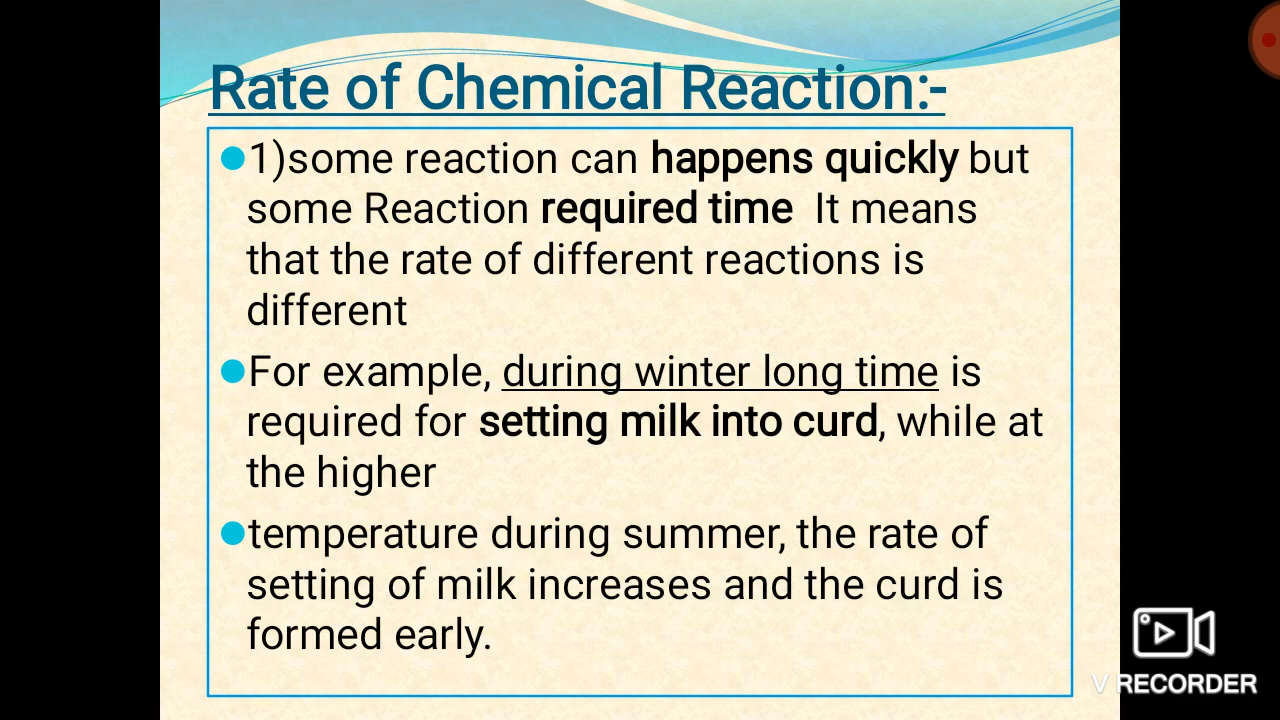 Rate of Chemical Reaction:-
1)some reaction can happens quickly but
some Reaction required time  It means
that the rate of different reactions is
different
For example, during winter long time is
required for setting milk into curd, while at
the higher
temperature during summer, the rate of
setting of milk increases and the curd is
formed early.
V RECORDER